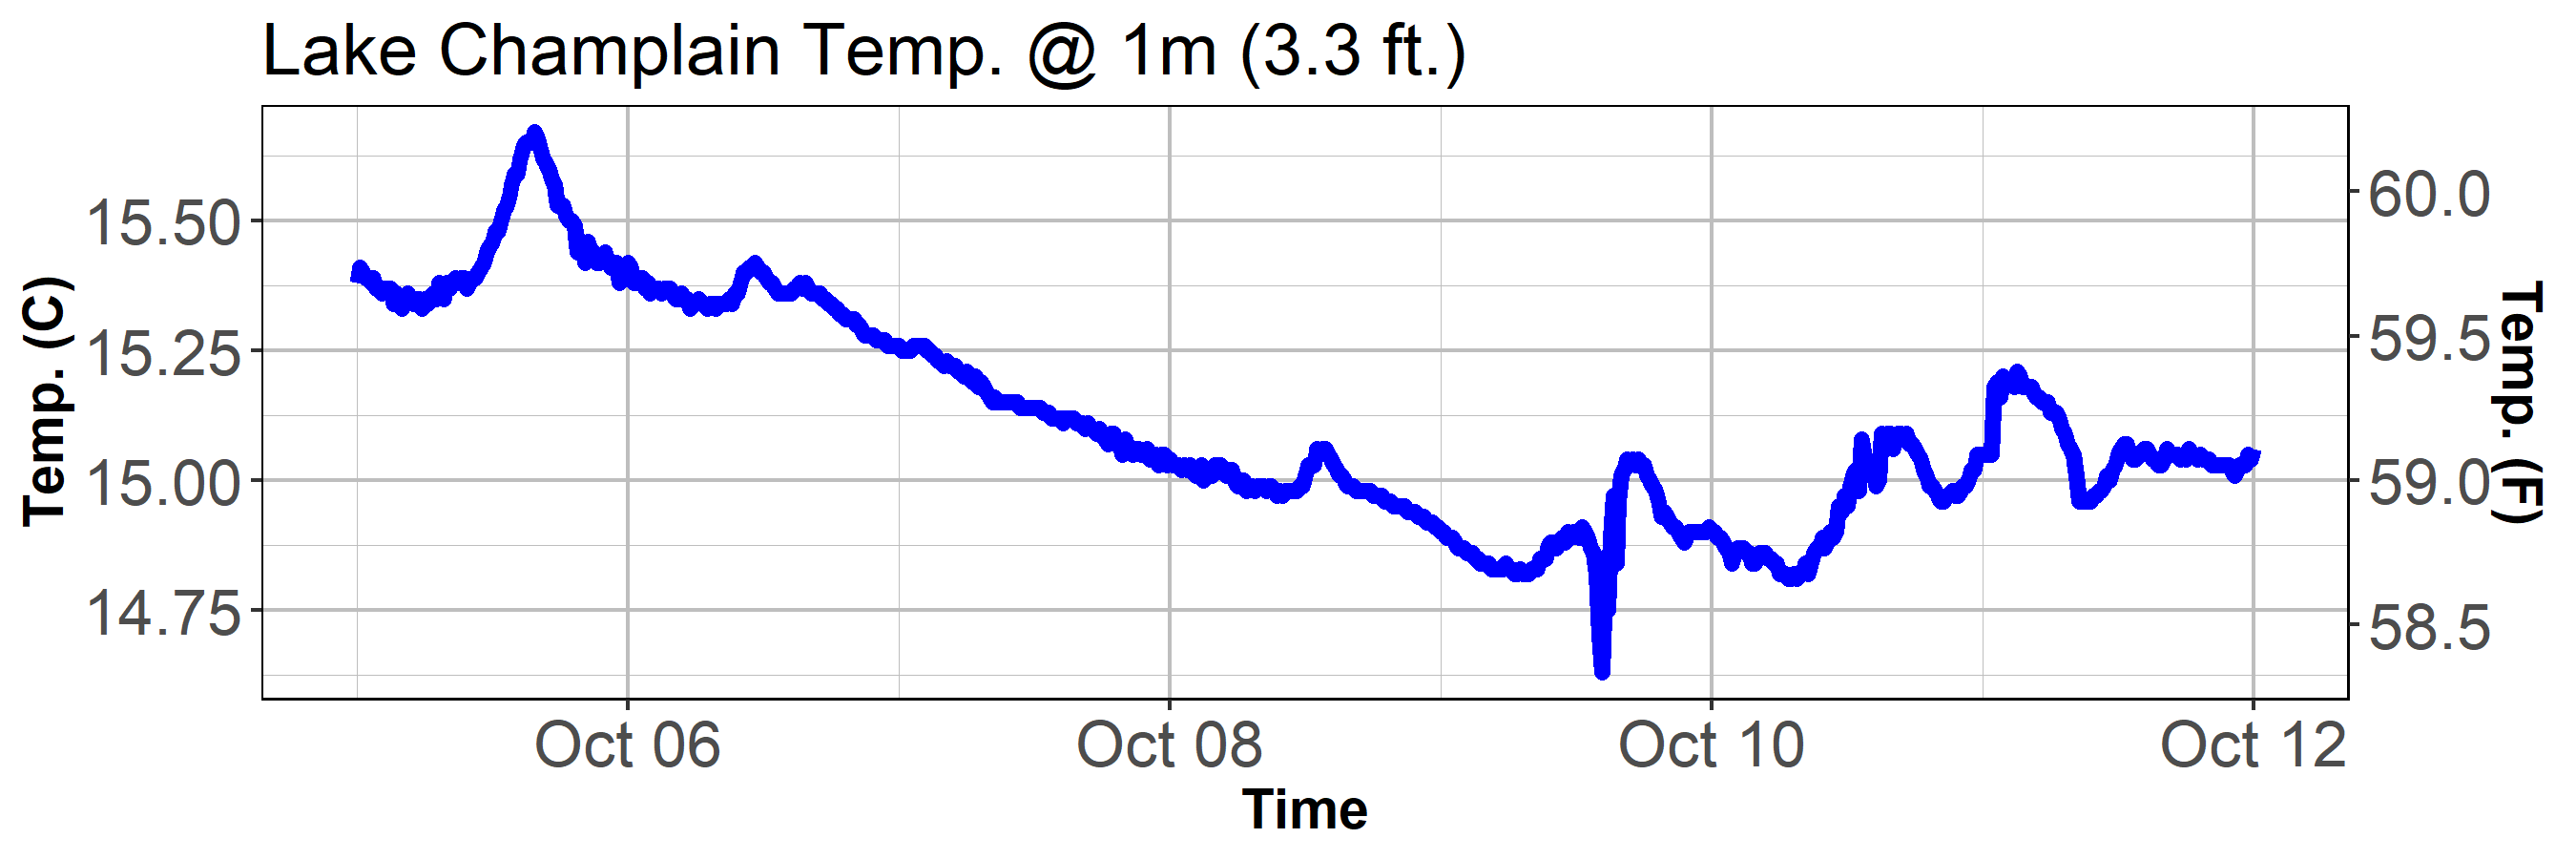 Lake Champlain Temp. @ 1m (3.3 ft.)
Temp. (C)
15.50
15.25
15.00
14.75
60.0
59.5
59.0
58.5
Temp. (F)
Oct 06
Oct 08
Oct 10
Oct 12
Time